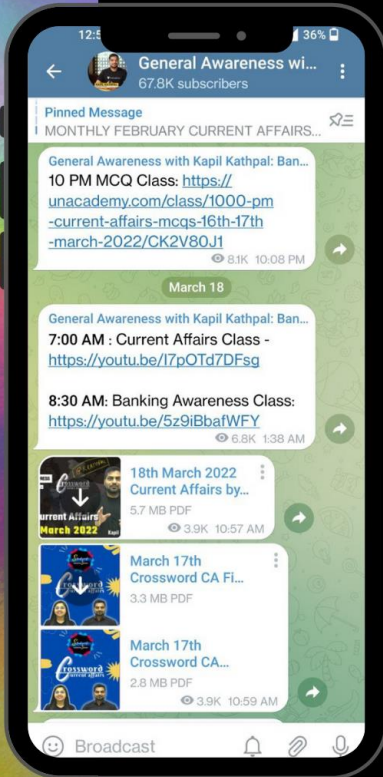 12:5
36%
General Awareness wi...
67.8K subscribers
Pinned Message
MONTHLY FEBRUARY CURRENT AFFAIRS...
General Awareness with Kapil Kathpal: Ban...
10 PM MCQ Class: https://
unacademy.com/class/1000-pm
-current-affairs-mcqs-16th-17th
-march-2022/CK2V80J1
8.1K 10:08 PM
March 18
General Awareness with Kapil Kathpal: Ban...
7:00 AM : Current Affairs Class -
https://youtu.be/I7pOTd7DFsg
8:30 AM: Banking Awareness Class:
https://youtu.be/5z9iBbafWFY
6.8K 1:38 AM
Crossword
urrent Affairs
March 2022
18th March 2022
Current Affairs by...
5.7 MB PDF
3.9K 10:57 AM
Crossword
March 17th
Crossword CA Fi...
3.3 MB PDF
Crossword
Current affairs
March 17th
Crossword CA...
2.8 MB PDF
3.9K 10:59 AM
Broadcast